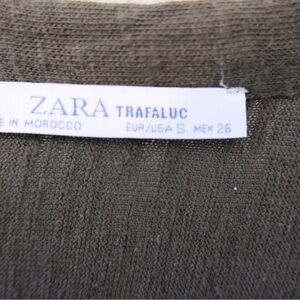 ZARA TRAFALUC
E IN MOROCCO EUR/USA S MEX 26